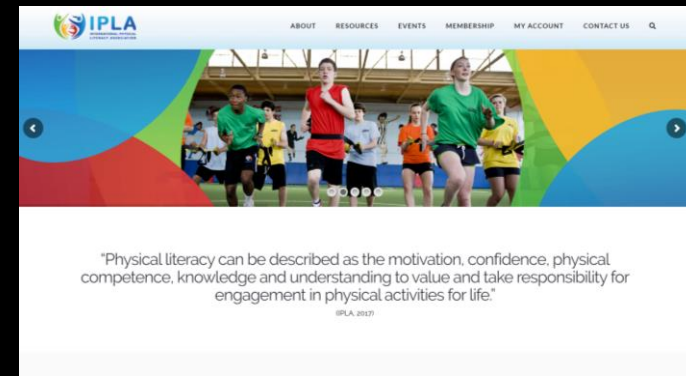 IPLA
INTERNATIONAL PHYSICAL
LITERACY ASSOCIATION
ABOUT RESOURCES EVENTS MEMBERSHIP MY ACCOUNT CONTACT US
"Physical literacy can be described as the motivation, confidence, physical
competence, knowledge and understanding to value and take responsibility for
engagement in physical activities for life."
(IPLA, 2017)